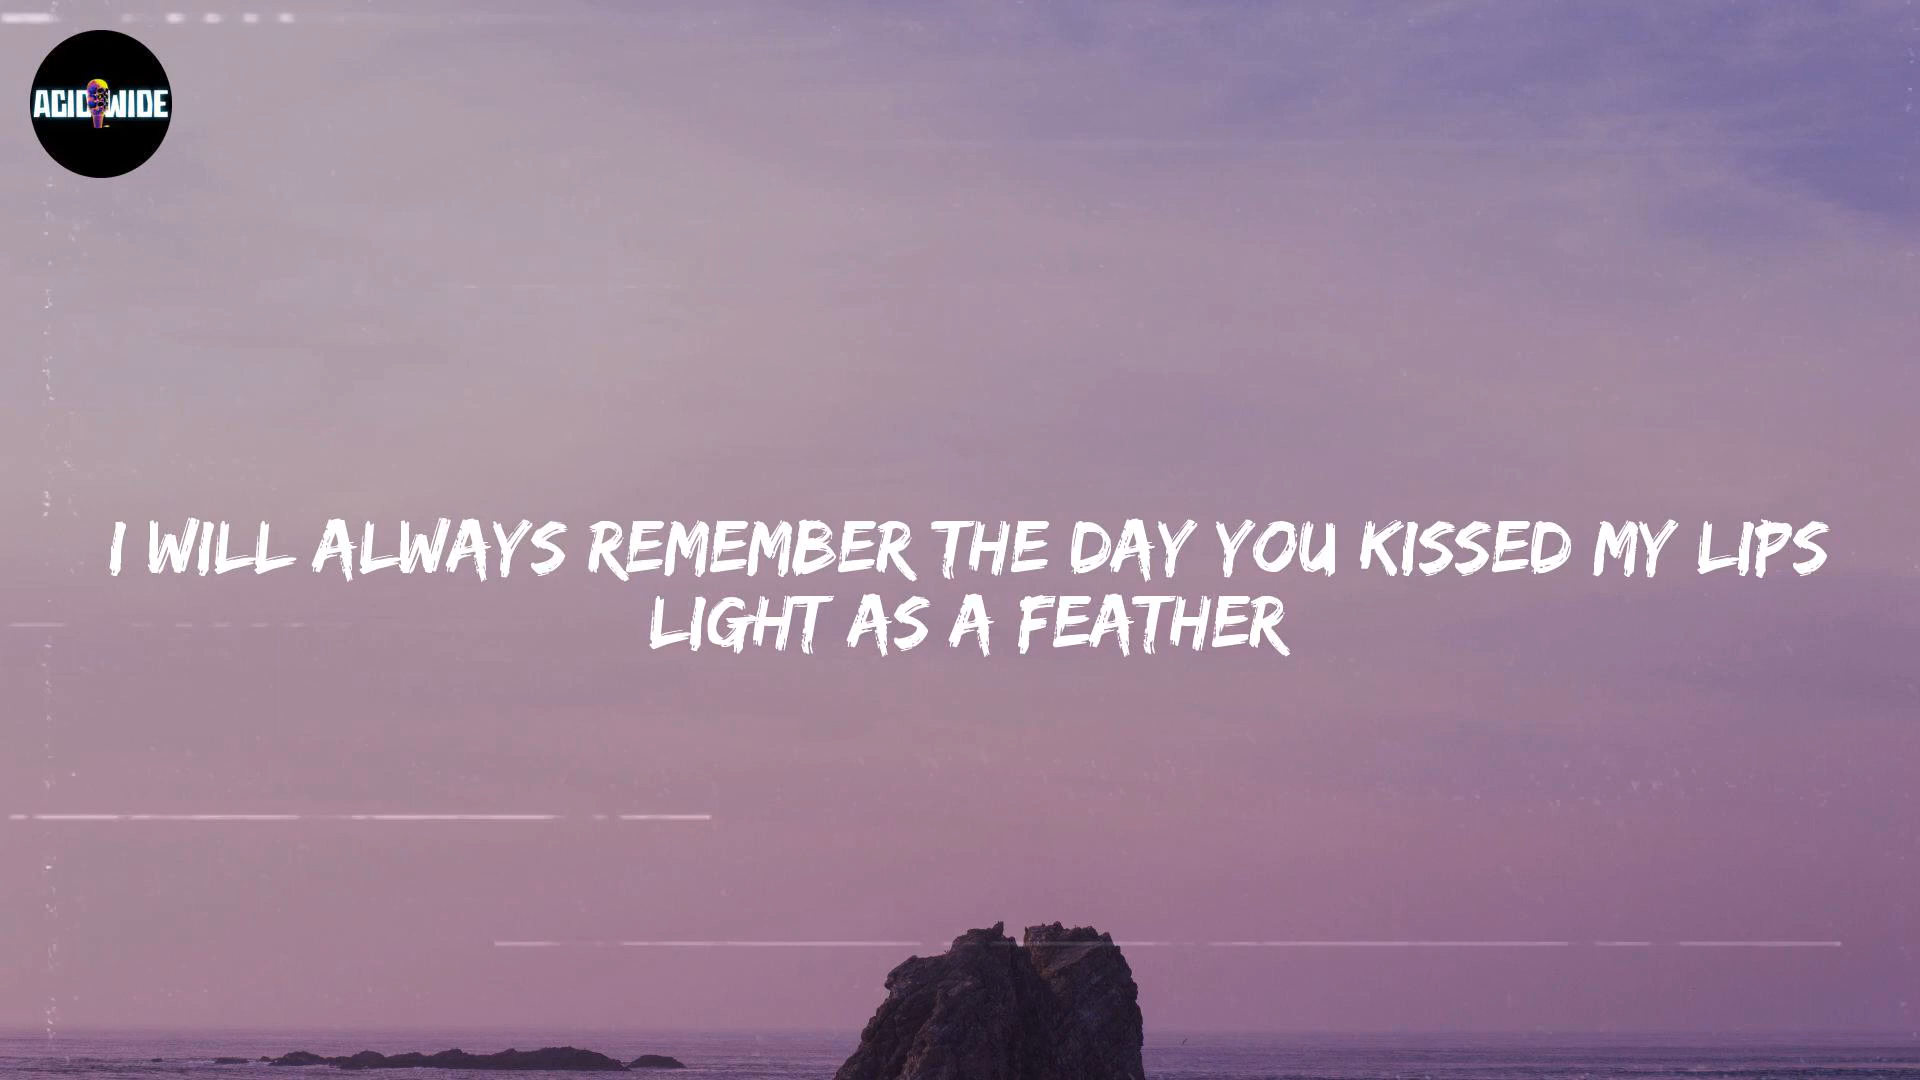 ACID WIDE
I WILL ALWAYS REMEMBER THE DAY YOU KISSED MY LIPS
LIGHT AS A FEATHER